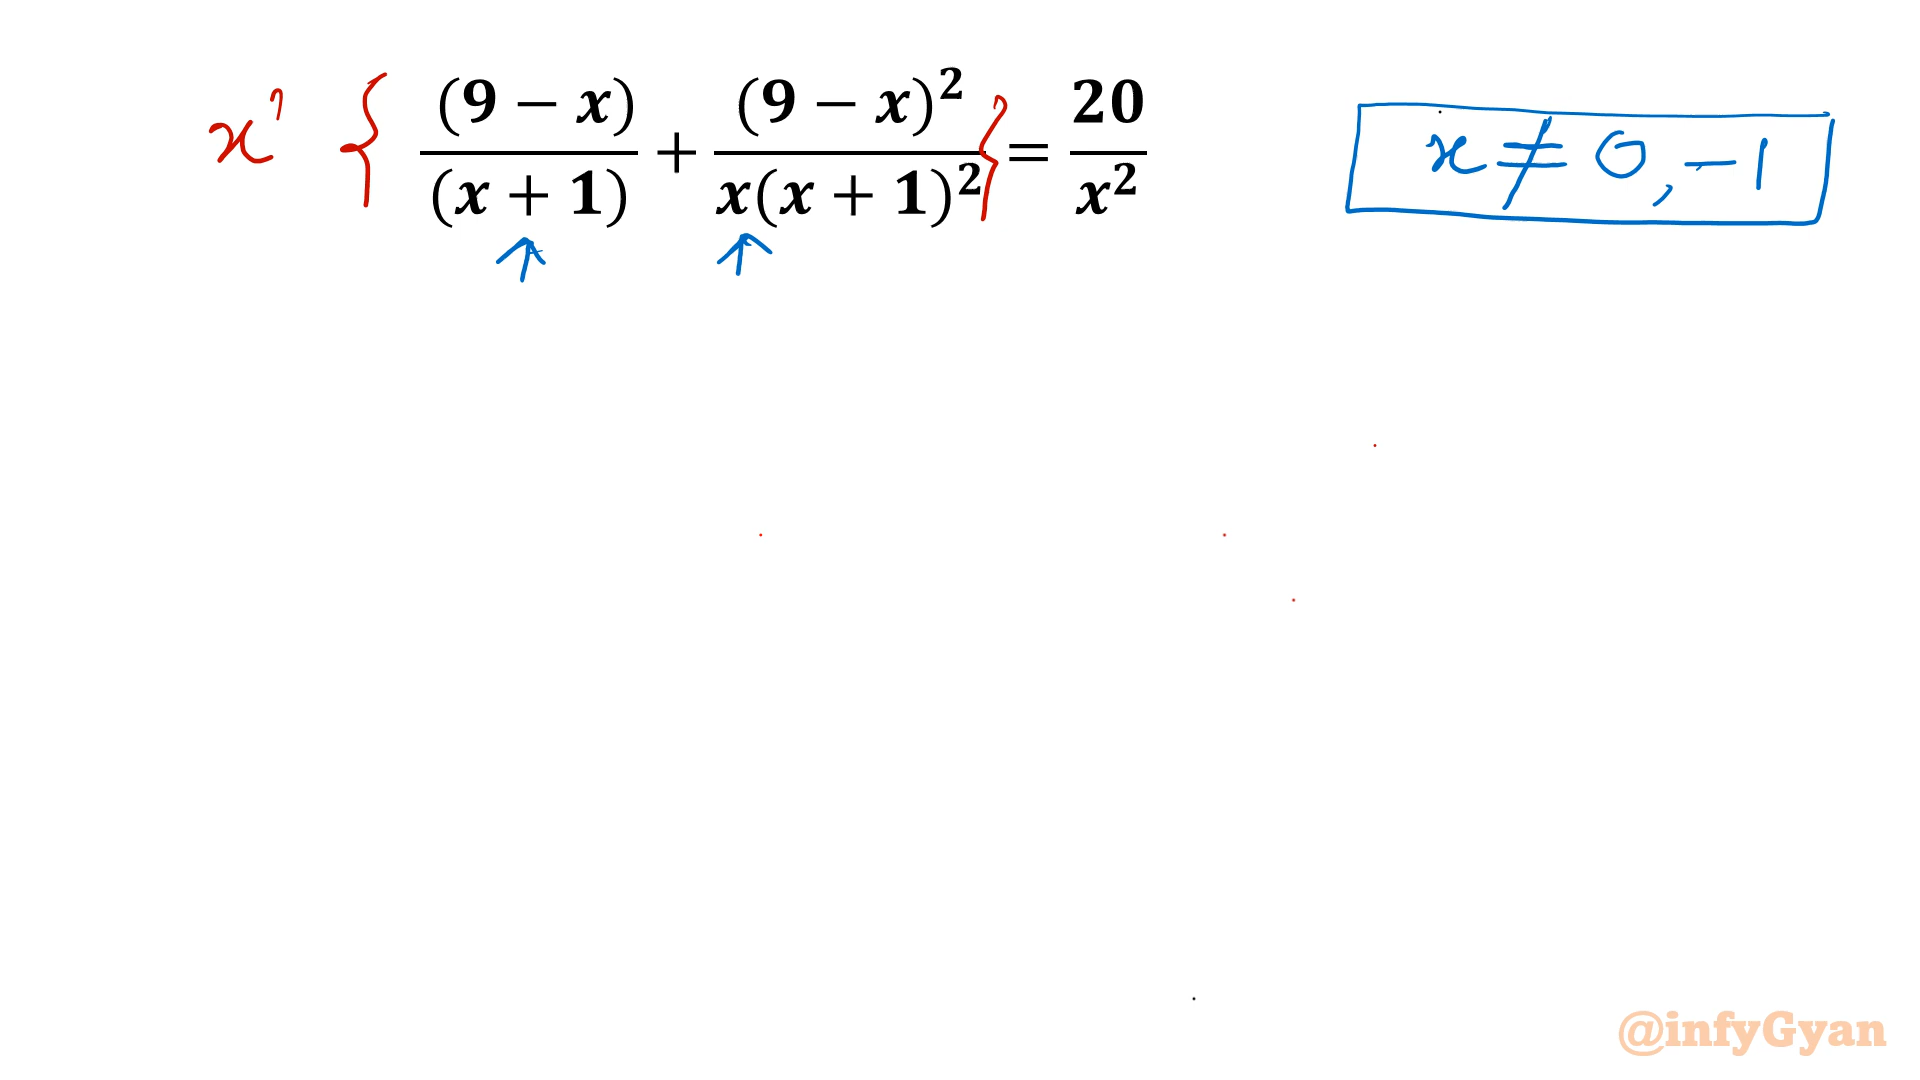 x² { (9 − x)/(x + 1) + (9 − x)²/x(x + 1)² } = 20/x²
x ≠ 0, −1
@infyGyan